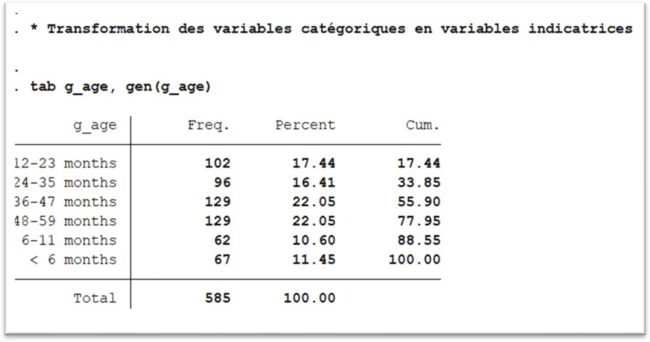 .
. * Transformation des variables catégoriques en variables indicatrices
.
. tab g_age, gen(g_age)
g_age Freq. Percent Cum.
12-23 months 102 17.44 17.44
24-35 months 96 16.41 33.85
36-47 months 129 22.05 55.90
48-59 months 129 22.05 77.95
6-11 months 62 10.60 88.55
< 6 months 67 11.45 100.00
Total 585 100.00